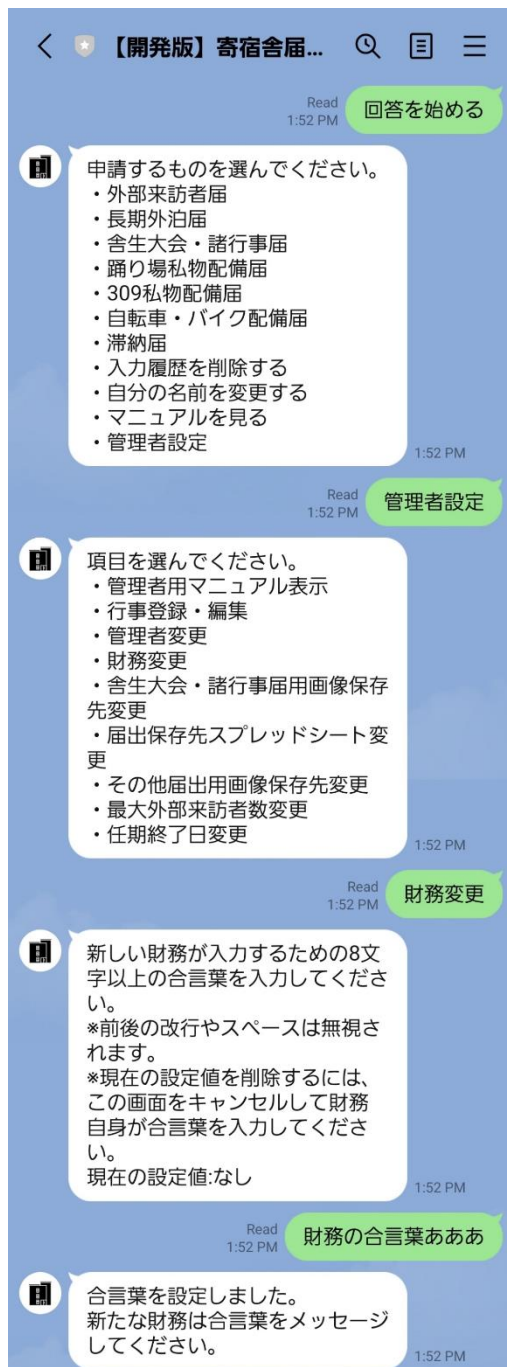 【開発版】寄宿舎届...
Read
1:52 PM
回答を始める
申請するものを選んでください。
・外部来訪者届
・長期外泊届
・舎生大会・諸行事届
・踊り場私物配備届
・309私物配備届
・自転車・バイク配備届
・滞納届
・入力履歴を削除する
・自分の名前を変更する
・マニュアルを見る
・管理者設定
1:52 PM
Read
1:52 PM
管理者設定
項目を選んでください。
・管理者用マニュアル表示
・行事登録・編集
・管理者変更
・財務変更
・舎生大会・諸行事届用画像保存
先変更
・届出保存先スプレッドシート変
更
・その他届出用画像保存先変更
・最大外部来訪者数変更
・任期終了日変更
1:52 PM
Read
1:52 PM
財務変更
新しい財務が入力するための8文
字以上の合言葉を入力してくださ
い。
*前後の改行やスペースは無視さ
れます。
*現在の設定値を削除するには、
この画面をキャンセルして財務
自身が合言葉を入力してくださ
い。
現在の設定値:なし
1:52 PM
Read
1:52 PM
財務の合言葉あああ
合言葉を設定しました。
新たな財務は合言葉をメッセージ
してください。
1:52 PM